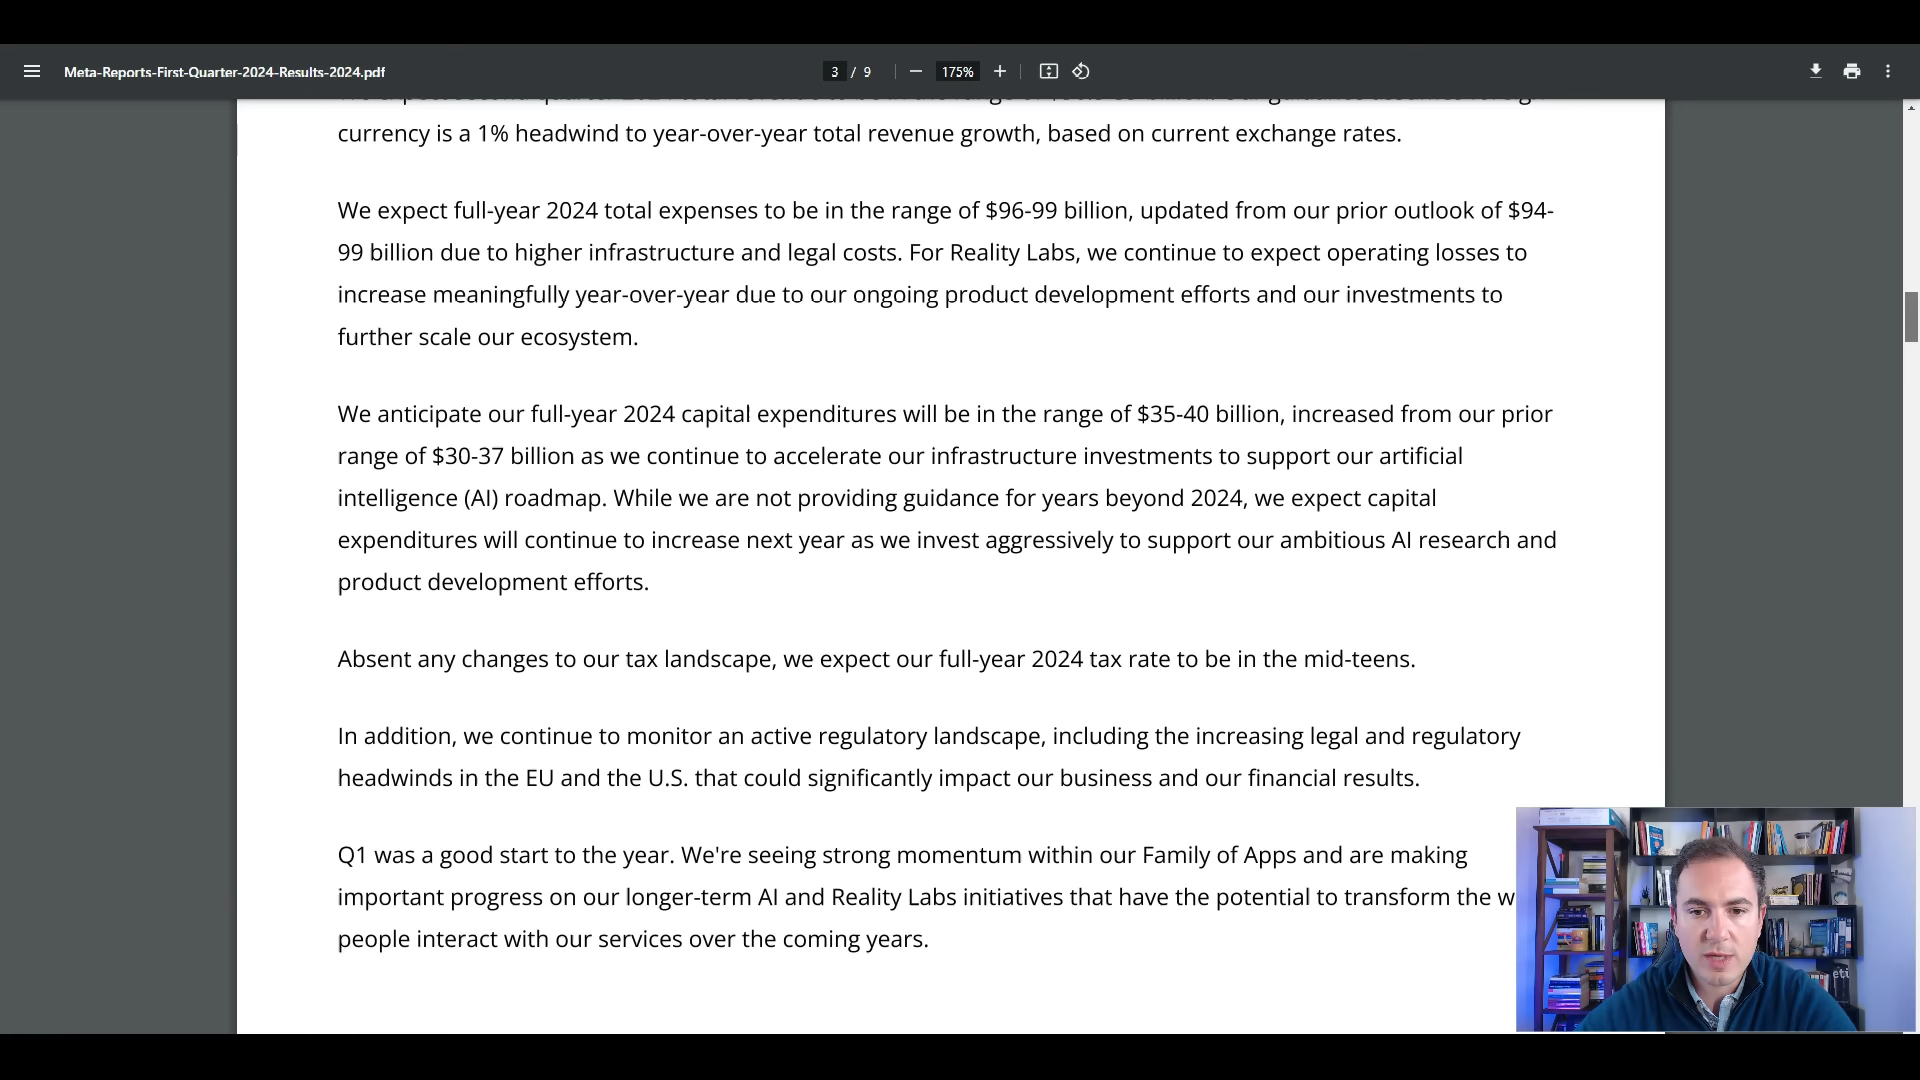 Meta-Reports-First-Quarter-2024-Results-2024.pdf
3 / 9
175%
currency is a 1% headwind to year-over-year total revenue growth, based on current exchange rates.
We expect full-year 2024 total expenses to be in the range of $96-99 billion, updated from our prior outlook of $94-
99 billion due to higher infrastructure and legal costs. For Reality Labs, we continue to expect operating losses to
increase meaningfully year-over-year due to our ongoing product development efforts and our investments to
further scale our ecosystem.
We anticipate our full-year 2024 capital expenditures will be in the range of $35-40 billion, increased from our prior
range of $30-37 billion as we continue to accelerate our infrastructure investments to support our artificial
intelligence (AI) roadmap. While we are not providing guidance for years beyond 2024, we expect capital
expenditures will continue to increase next year as we invest aggressively to support our ambitious AI research and
product development efforts.
Absent any changes to our tax landscape, we expect our full-year 2024 tax rate to be in the mid-teens.
In addition, we continue to monitor an active regulatory landscape, including the increasing legal and regulatory
headwinds in the EU and the U.S. that could significantly impact our business and our financial results.
Q1 was a good start to the year. We're seeing strong momentum within our Family of Apps and are making
important progress on our longer-term AI and Reality Labs initiatives that have the potential to transform the w
people interact with our services over the coming years.